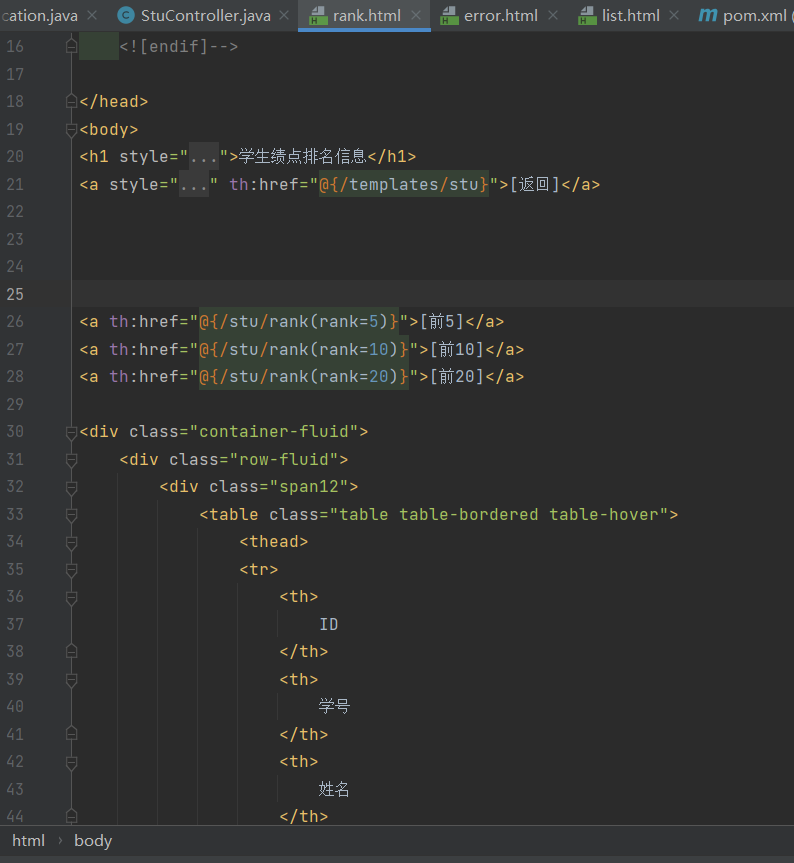 cation.java
StuController.java
rank.html
error.html
list.html
pom.xml (
16 <![endif]-->
17
18 </head>
19 <body>
20 <h1 style="...">学生绩点排名信息</h1>
21 <a style="..." th:href="@{/templates/stu}">[返回]</a>
22
23
24
25
26 <a th:href="@{/stu/rank(rank=5)}">[前5]</a>
27 <a th:href="@{/stu/rank(rank=10)}">[前10]</a>
28 <a th:href="@{/stu/rank(rank=20)}">[前20]</a>
29
30 <div class="container-fluid">
31 <div class="row-fluid">
32 <div class="span12">
33 <table class="table table-bordered table-hover">
34 <thead>
35 <tr>
36 <th>
37 ID
38 </th>
39 <th>
40 学号
41 </th>
42 <th>
43 姓名
44 </th>
html › body